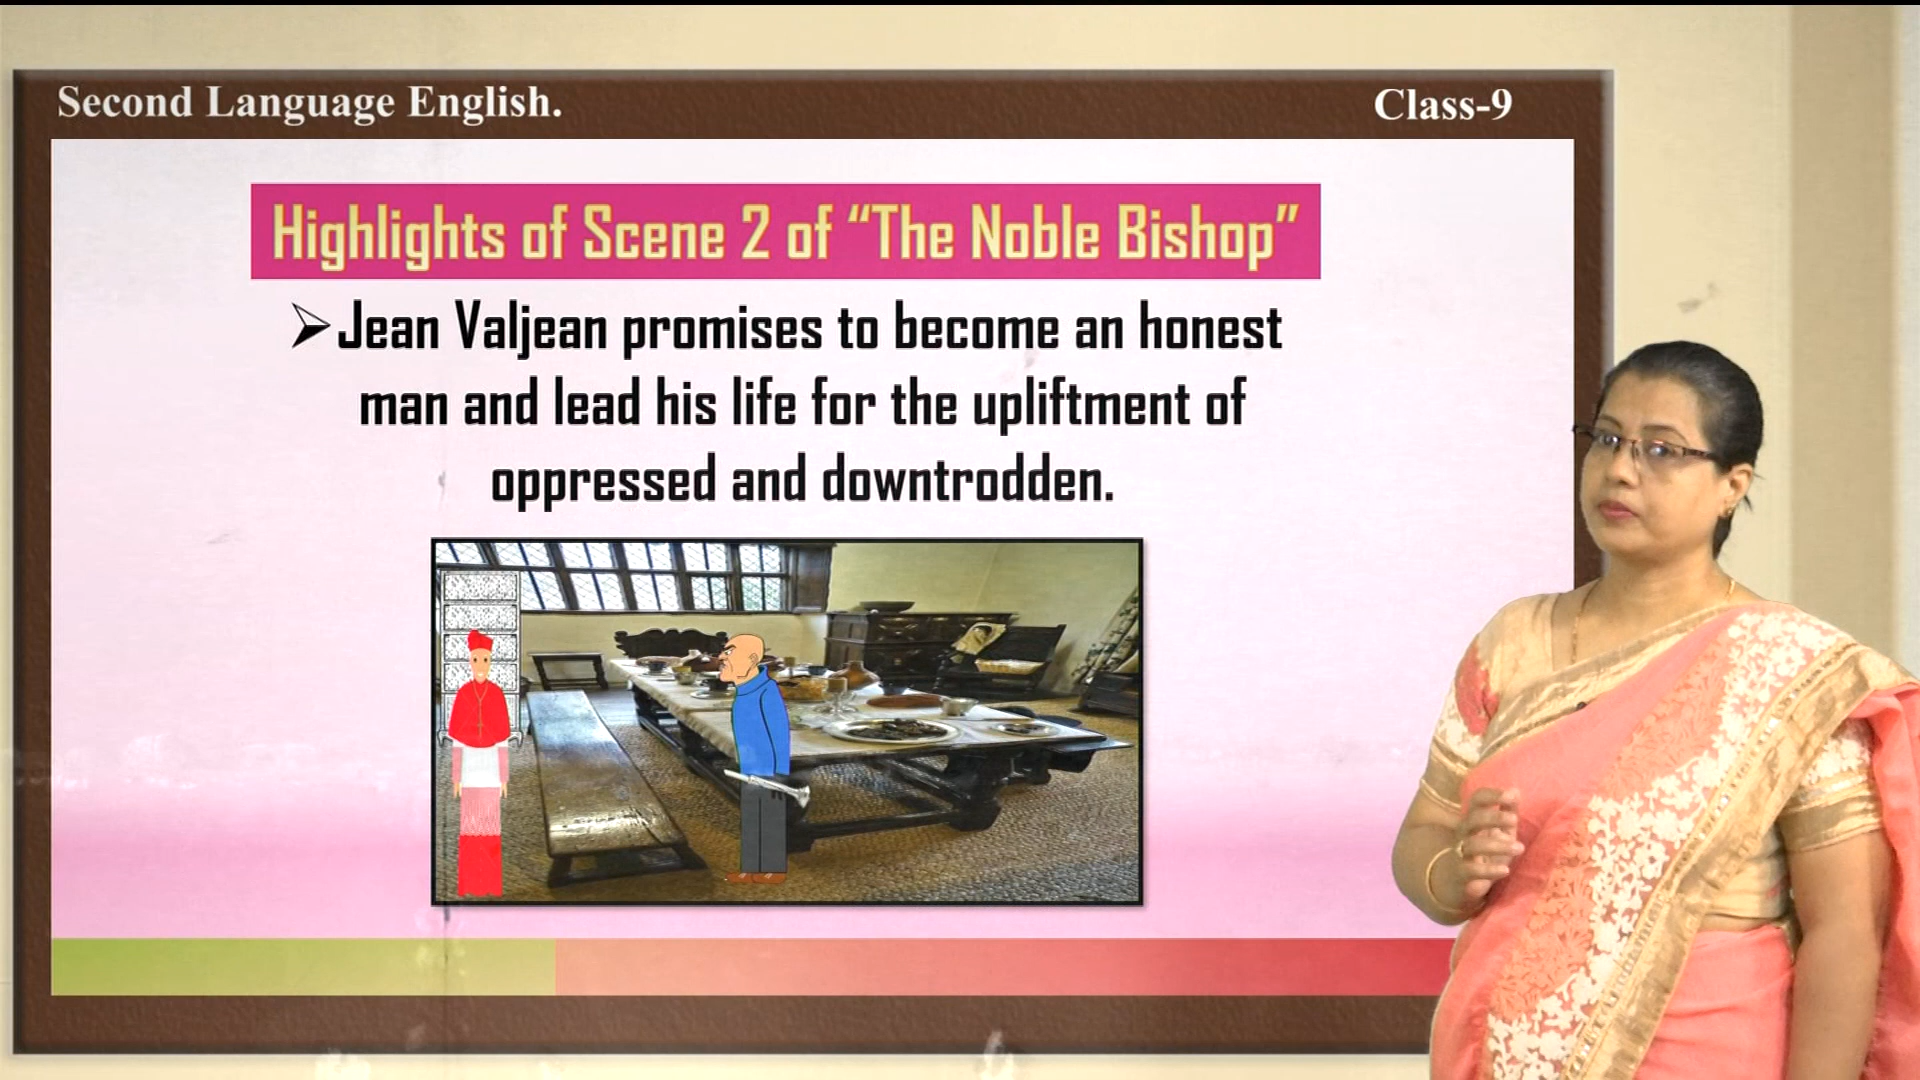 Second Language English.
Class-9
Highlights of Scene 2 of “The Noble Bishop”
➢Jean Valjean promises to become an honest
man and lead his life for the upliftment of
oppressed and downtrodden.